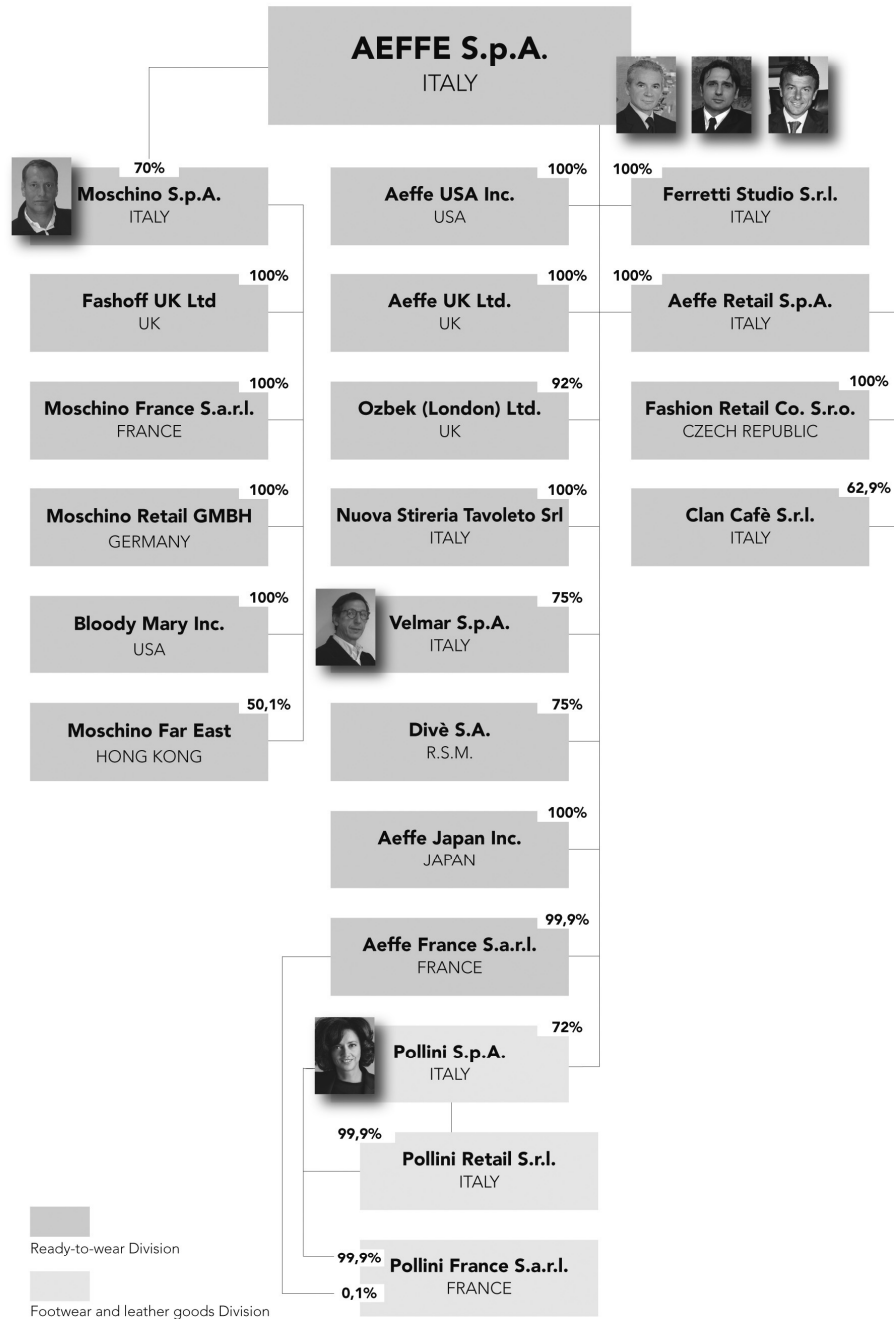 AEFFE S.p.A.
ITALY
70%
Moschino S.p.A.
ITALY
100%
Fashoff UK Ltd
UK
100%
Moschino France S.a.r.l.
FRANCE
100%
Moschino Retail GMBH
GERMANY
100%
Bloody Mary Inc.
USA
50,1%
Moschino Far East
HONG KONG
100%
Aeffe USA Inc.
USA
100%
Aeffe UK Ltd.
UK
92%
Ozbek (London) Ltd.
UK
100%
Nuova Stireria Tavoleto Srl
ITALY
75%
Velmar S.p.A.
ITALY
75%
Divè S.A.
R.S.M.
100%
Aeffe Japan Inc.
JAPAN
99,9%
Aeffe France S.a.r.l.
FRANCE
72%
Pollini S.p.A.
ITALY
99,9%
Pollini Retail S.r.l.
ITALY
99,9%
Pollini France S.a.r.l.
0,1%
FRANCE
100%
Ferretti Studio S.r.l.
ITALY
100%
Aeffe Retail S.p.A.
ITALY
100%
Fashion Retail Co. S.r.o.
CZECH REPUBLIC
62,9%
Clan Cafè S.r.l.
ITALY
Ready-to-wear Division
Footwear and leather goods Division